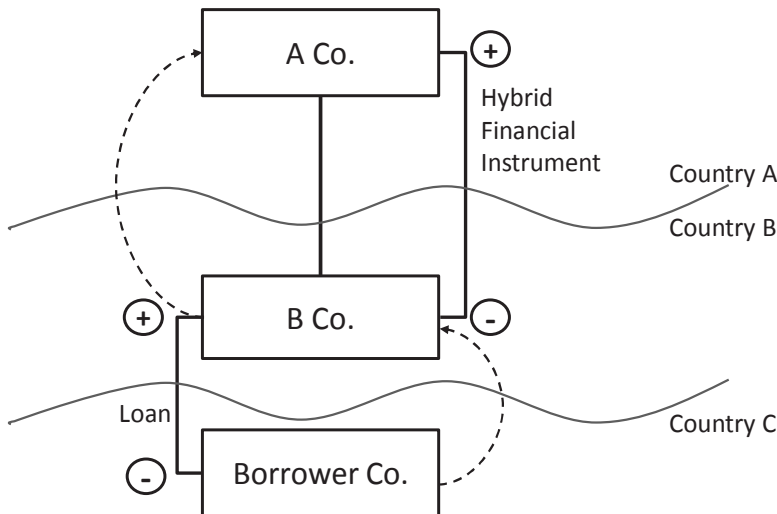 A Co.
+
Hybrid
Financial
Instrument
Country A
Country B
+
B Co.
-
Loan
Country C
-
Borrower Co.